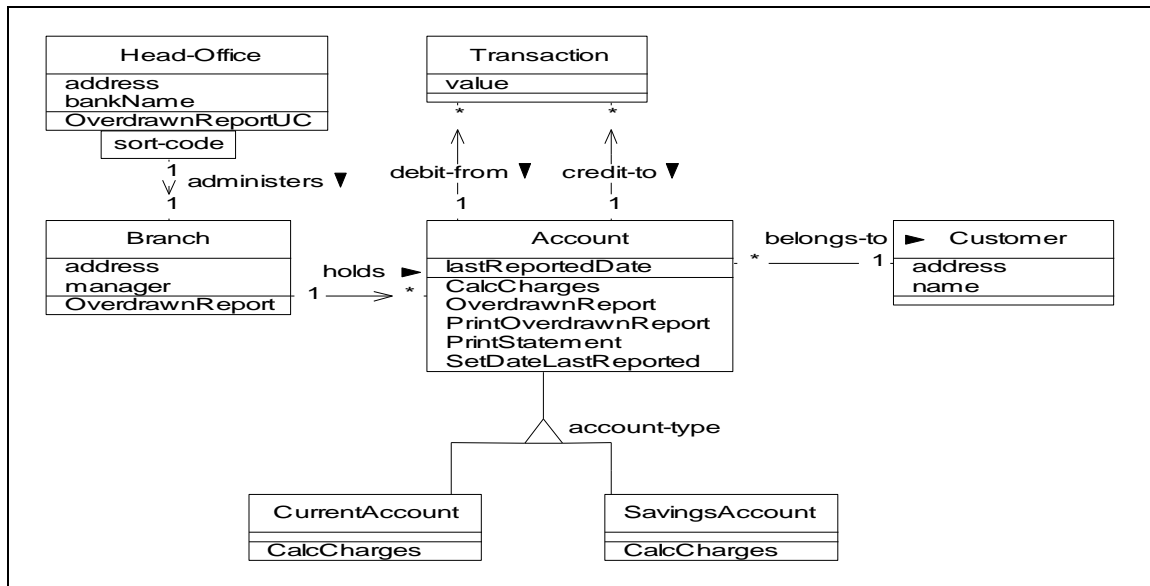 Head-Office
address
bankName
OverdrawnReportUC
sort-code
Transaction
value
*
*
1
administers ▼
1
debit-from ▼
credit-to ▼
1
1
Branch
address
manager
OverdrawnReport
holds ►
1
*
Account
lastReportedDate
CalcCharges
OverdrawnReport
PrintOverdrawnReport
PrintStatement
SetDateLastReported
belongs-to ►
*
1
Customer
address
name
account-type
CurrentAccount
CalcCharges
SavingsAccount
CalcCharges